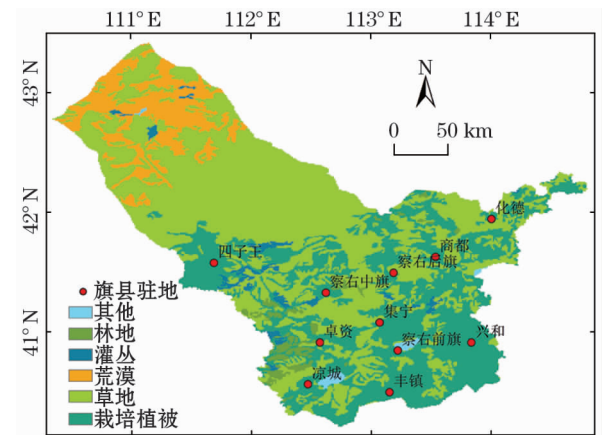 111° E 112° E 113° E 114° E
43° N
N
0 50 km
42° N
化德
四子王
商都
察右后旗
察右中旗
旗县驻地
集宁
其他
41° N
林地
卓资
察右前旗
兴和
灌丛
荒漠
凉城
丰镇
草地
栽培植被